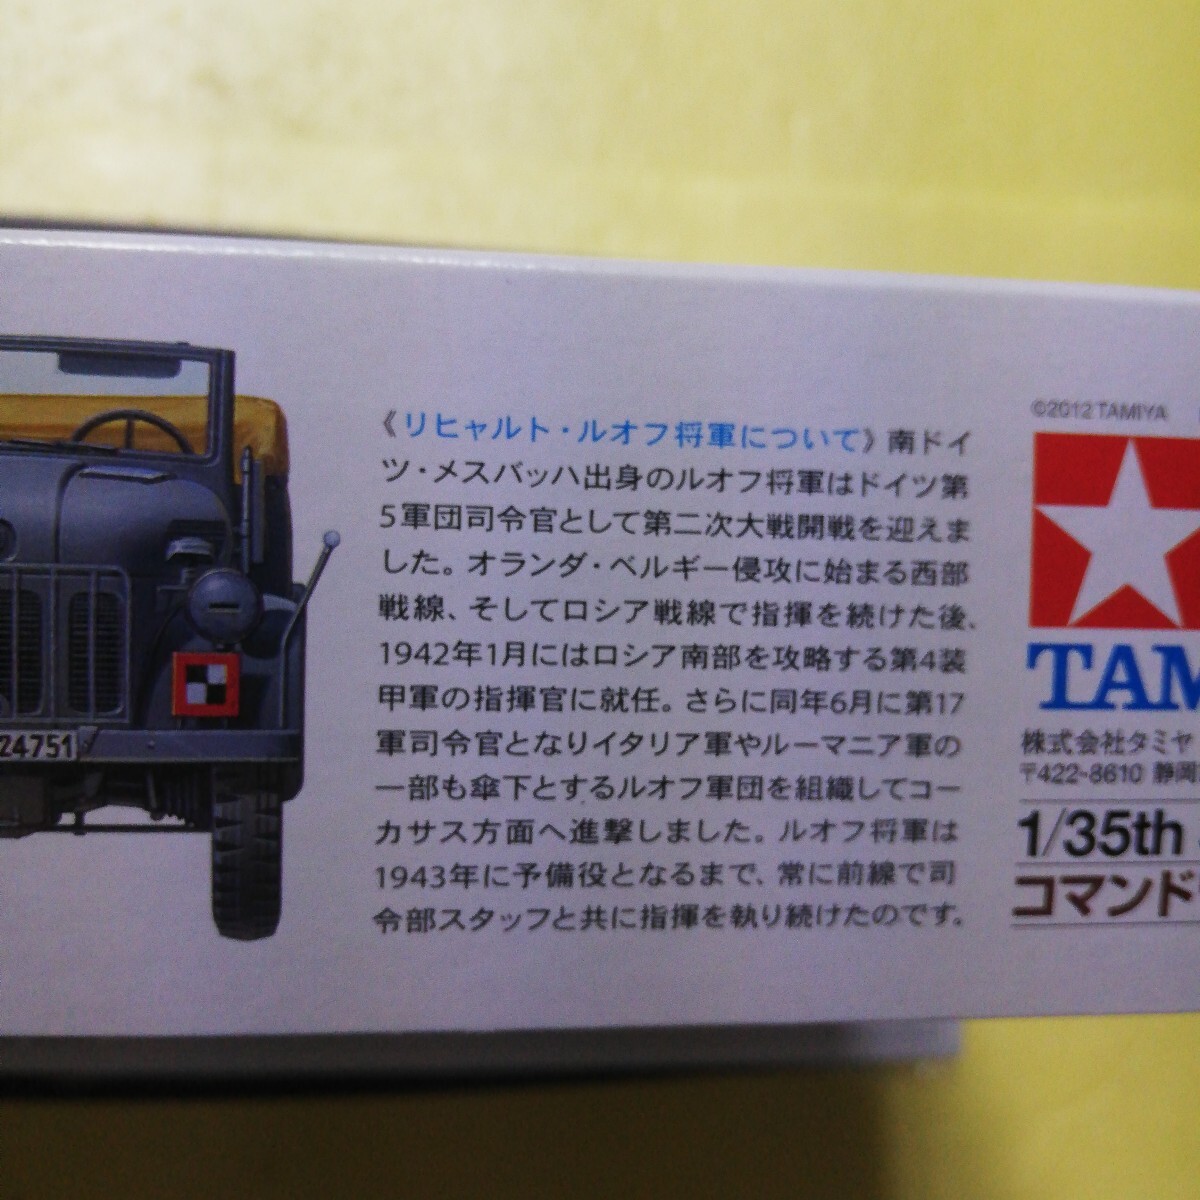 《リヒャルト・ルオフ将軍について》南ドイ
ツ・メスバッハ出身のルオフ将軍はドイツ第
5軍団司令官として第二次大戦開戦を迎えま
した。オランダ・ベルギー侵攻に始まる西部
戦線、そしてロシア戦線で指揮を続けた後、
1942年1月にはロシア南部を攻略する第4装
甲軍の指揮官に就任。さらに同年6月に第17
軍司令官となりイタリア軍やルーマニア軍の
一部も傘下とするルオフ軍団を組織してコー
カサス方面へ進撃しました。ルオフ将軍は
1943年に予備役となるまで、常に前線で司
令部スタッフと共に指揮を執り続けたのです。
24751
©2012 TAMIYA
TAM
株式会社タミヤ
〒422-8610 静岡
1/35th
コマンド